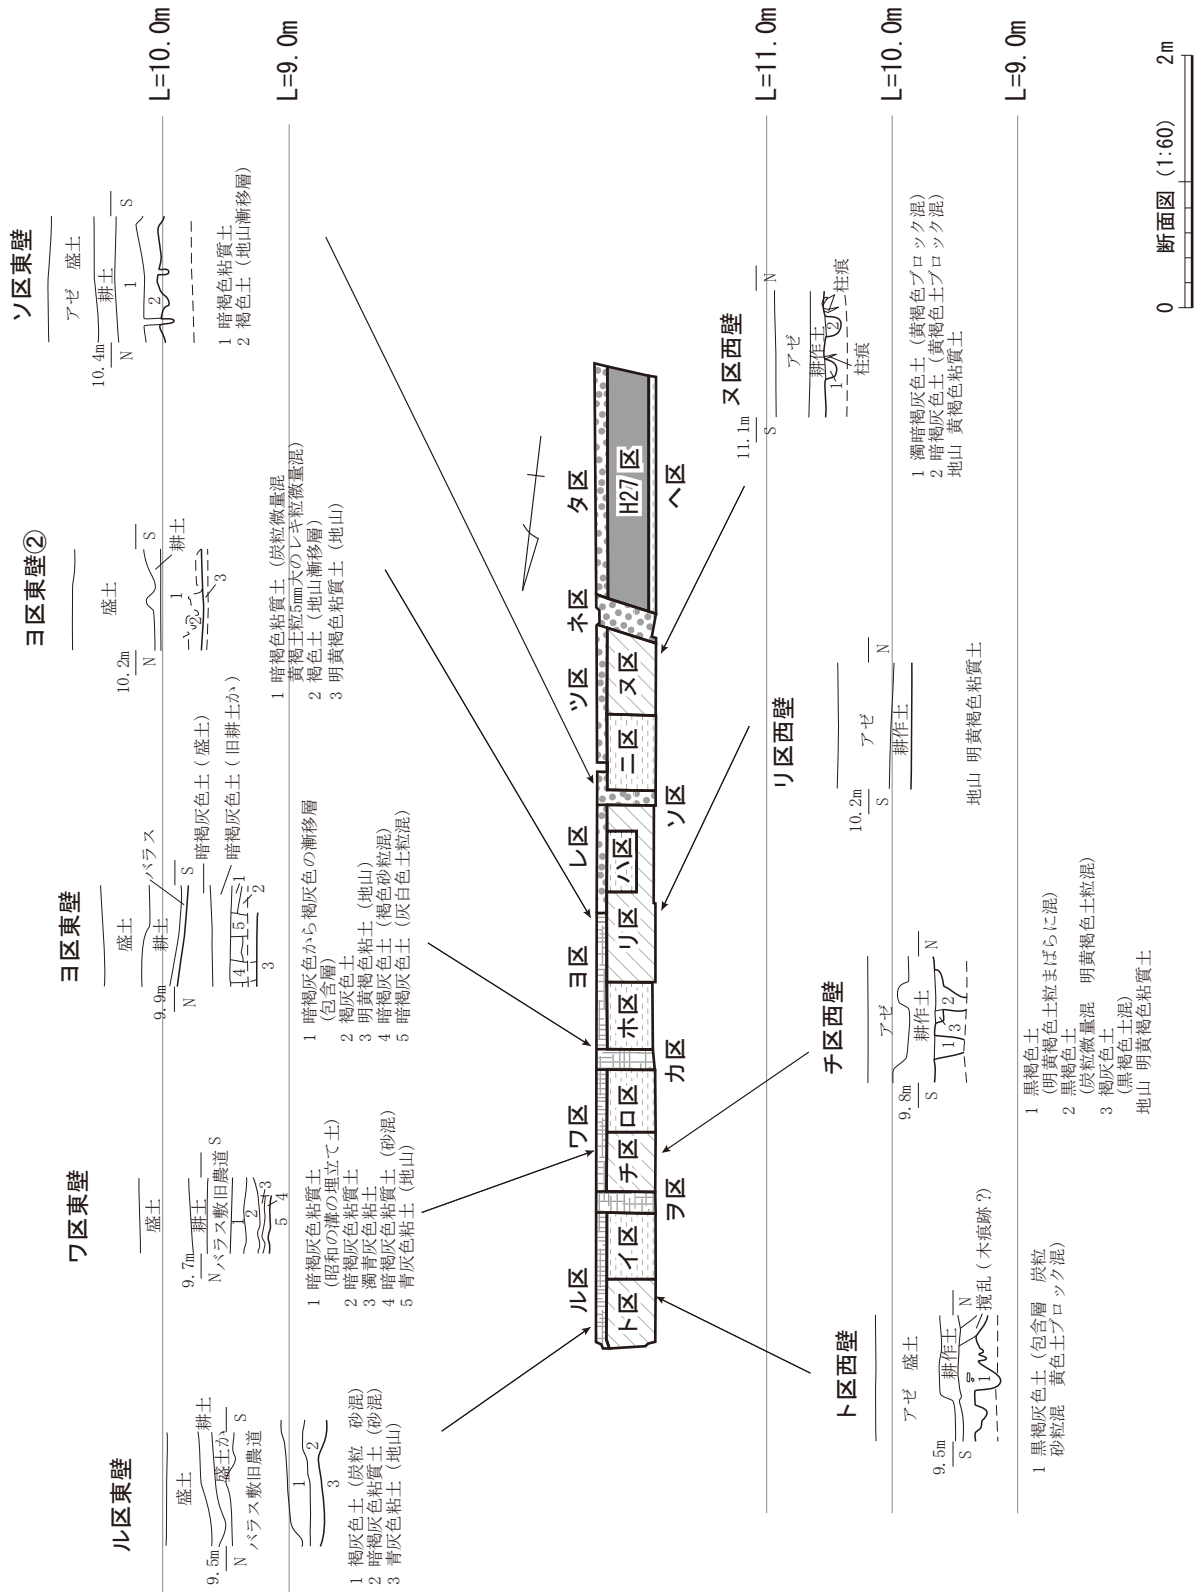 ル区東壁
盛土
耕土
盛土か
9.5m
N
S
バラス敷旧農道
1
2
3
1 褐灰色土（炭粒 砂混）
2 暗褐灰色粘質土（砂混）
3 青灰色粘土（地山）
ワ区東壁
盛土
耕土
9.7m
N
バラス敷旧農道
S
2
3
4
5
1 暗褐灰色粘質土
（昭和の溝の埋立て土）
2 暗褐灰色粘質土
3 濁青灰色粘土
4 暗褐灰色粘質土（砂混）
5 青灰色粘土（地山）
ヨ区東壁
盛土
耕土
バラス
9.9m
N
S
暗褐灰色土（盛土）
暗褐灰色土（旧耕土か）
4
5
1
2
3
1 暗褐灰色から褐灰色の漸移層
（包含層）
2 褐灰色土
3 明黄褐色粘土（地山）
4 暗褐灰色土（褐色砂粒混）
5 暗褐灰色土（灰白色土粒混）
ヨ区東壁②
盛土
10.2m
N
S
耕土
1
2
3
1 暗褐色粘質土（炭粒微量混
黄褐土粒5mm大のレキ粒微量混）
2 褐色土（地山漸移層）
3 明黄褐色粘質土（地山）
ソ区東壁
アゼ 盛土
耕土
10.4m
N
S
1
2
1 暗褐色粘質土
2 褐色土（地山漸移層）
L=10.0m
L=9.0m
ル区
ワ区
ヨ区
レ区
ツ区
ネ区
タ区
ト区
イ区
チ区
ロ区
ホ区
リ区
ハ区
ニ区
ヌ区
H27区
ヲ区
カ区
ソ区
ヘ区
ト区西壁
アゼ 盛土
耕作土
9.5m
S
N
攪乱（木痕跡？）
1
1 黒褐灰色土（包含層 炭粒
砂粒混 黄色土ブロック混）
チ区西壁
アゼ
耕作土
9.8m
S
N
1
3
2
1 黒褐色土
（明黄褐色土粒まばらに混）
2 黒褐色土
（炭粒微量混 明黄褐色土粒混）
3 褐灰色土
（黒褐色土混）
地山 明黄褐色粘質土
リ区西壁
アゼ
耕作土
10.2m
S
N
地山 明黄褐色粘質土
ヌ区西壁
アゼ
耕作土
11.1m
S
N
1
2
柱痕
柱痕
1 濁暗褐灰色土（黄褐色ブロック混）
2 暗褐灰色土（黄褐色土ブロック混）
地山 黄褐色粘質土
L=11.0m
L=10.0m
L=9.0m
0
断面図（1:60）
2m